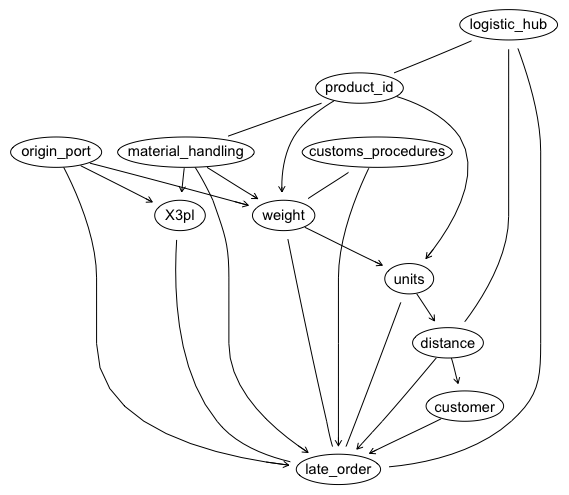 logistic_hub
product_id
origin_port
material_handling
customs_procedures
X3pl
weight
units
distance
customer
late_order